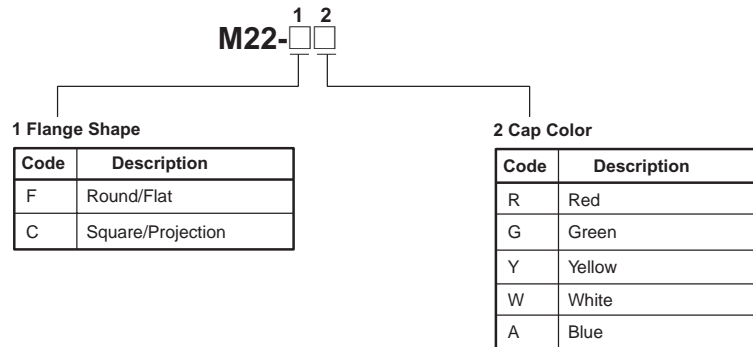 1 2
M22-□□
1 Flange Shape
Code Description
F Round/Flat
C Square/Projection
2 Cap Color
Code Description
R Red
G Green
Y Yellow
W White
A Blue